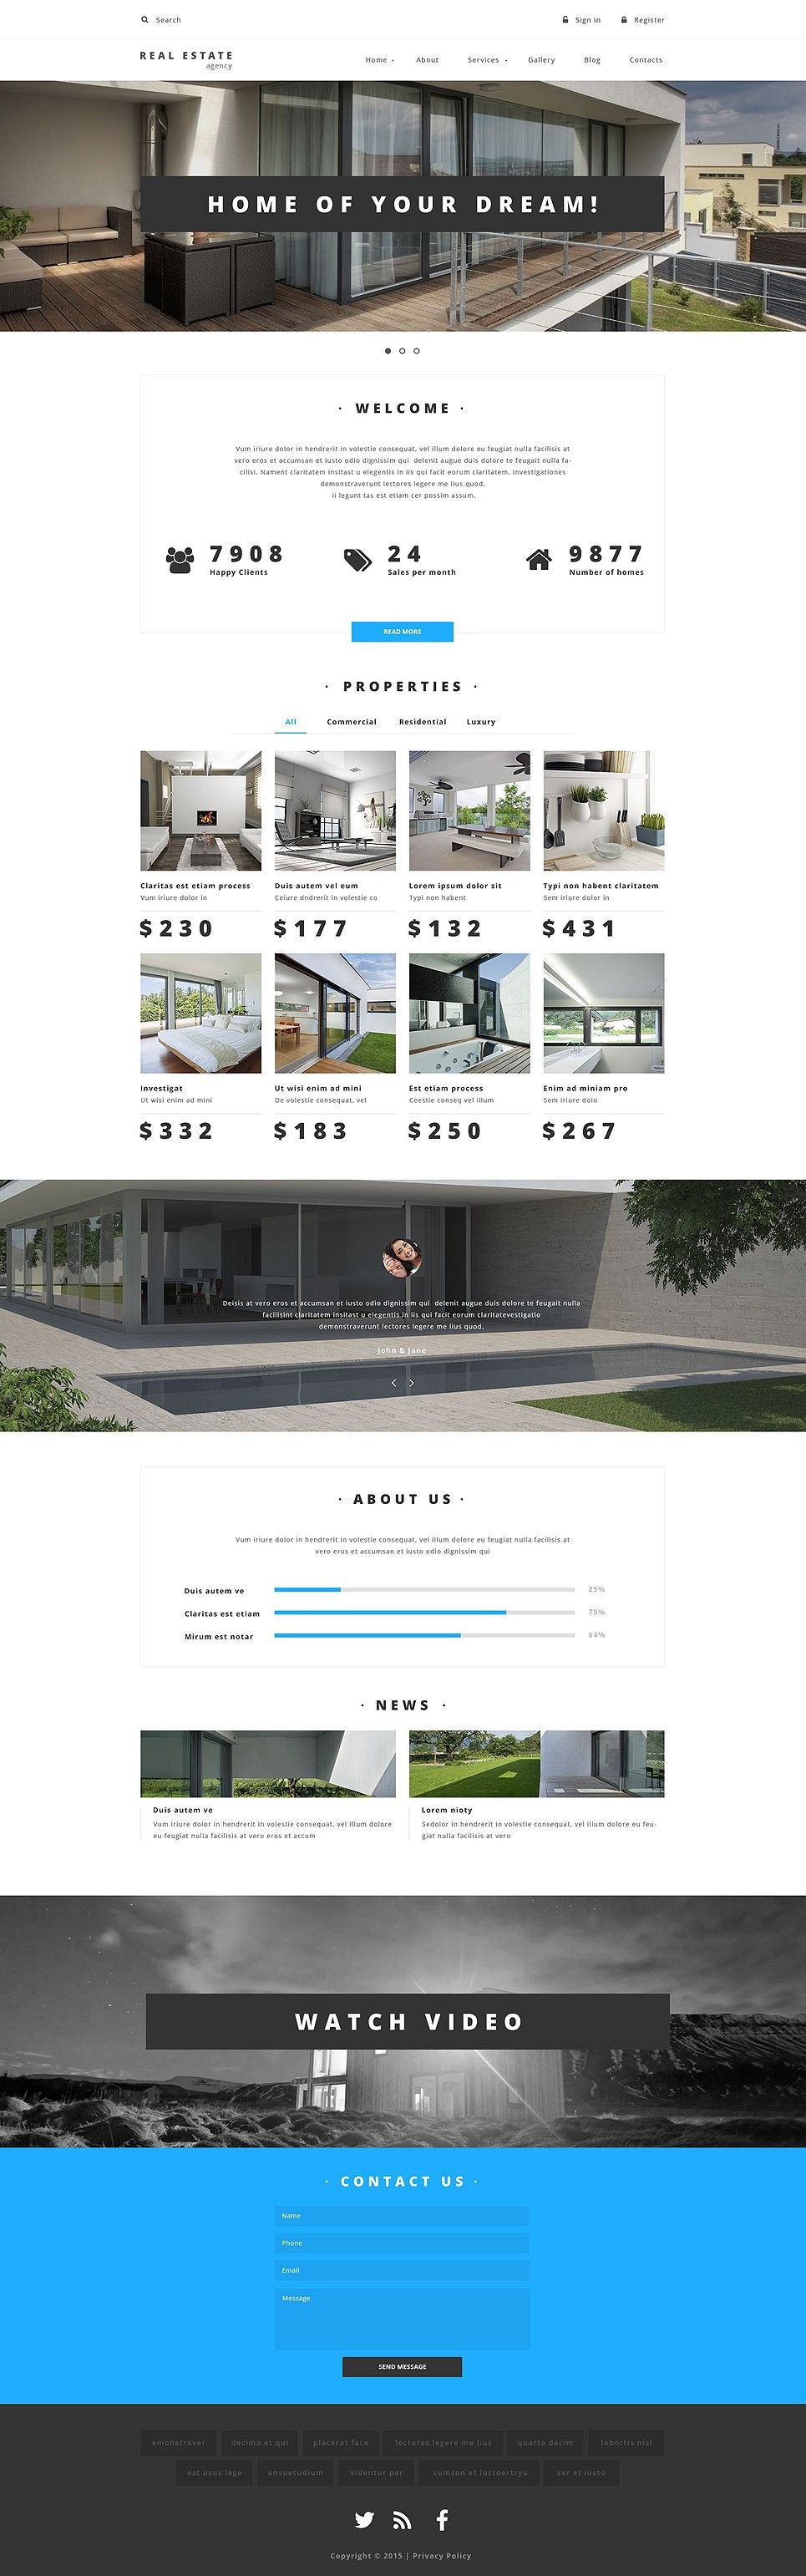 Search
Sign in
Register
REAL ESTATE
agency
Home
About
Services
Gallery
Blog
Contacts
HOME OF YOUR DREAM!
· WELCOME ·
Vum iriure dolor in hendrerit in volestie consequat, vel illum dolore eu feugiat nulla facilisis at
vero eros et accumsan et iusto odio dignissim qui delenit augue duis dolore te feugait nulla fa-
cilisi. Nament claritatem insitast u elegentis in iis qui facit eorum claritatem. Investigationes
demonstraverunt lectores legere me lius quod.
ii legunt tas est etiam cer possim assum.
7908
Happy Clients
24
Sales per month
9877
Number of homes
READ MORE
· PROPERTIES ·
All
Commercial
Residential
Luxury
Claritas est etiam process
Vum iriure dolor in
$230
Duis autem vel eum
Ceiure dndrerit in volestie co
$177
Lorem ipsum dolor sit
Typi non habent
$132
Typi non habent claritatem
Sem iriure dolor in
$431
Investigat
Ut wisi enim ad mini
$332
Ut wisi enim ad mini
De volestie consequat, vel
$183
Est etiam process
Ceestie conseq vel illum
$250
Enim ad miniam pro
Sem iriure dolo
$267
Deisis at vero eros et accumsan et iusto odio dignissim qui delenit augue duis dolore te feugait nulla
facilisint claritatem insitast u elegentis in iis qui facit eorum claritatevestigatio
demonstraverunt lectores legere me lius quod.
John & Jane
· ABOUT US ·
Vum iriure dolor in hendrerit in volestie consequat, vel illum dolore eu feugiat nulla facilisis at
vero eros et accumsan et iusto odio dignissim qui
Duis autem ve
25%
Claritas est etiam
75%
Mirum est notar
64%
· NEWS ·
Duis autem ve
Vum iriure dolor in hendrerit in volestie consequat, vel illum dolore
eu feugiat nulla facilisis at vero eros et accum
Lorem nioty
Sedolor in hendrerit in volestie consequat, vel illum dolore eu feu-
giat nulla facilisis at vero
WATCH VIDEO
· CONTACT US ·
Name
Phone
Email
Message
SEND MESSAGE
emonstraver
decima et qui
placerat face
lectores legere me lius
quarta decim
lobortis nisl
est usus lege
onsuetudium
videntur par
cumsan et iustoertryu
ser et iusto
Copyright © 2015 | Privacy Policy